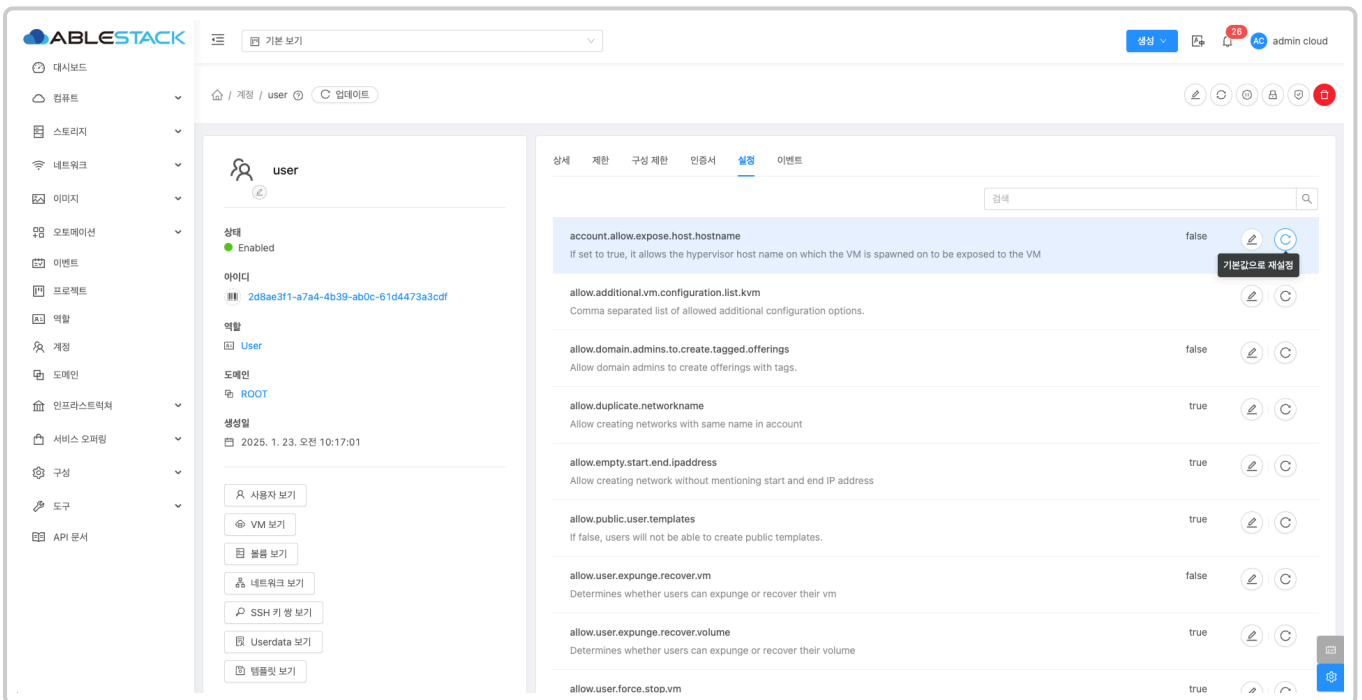 ABLESTACK
기본 보기
생성
26
AC
admin cloud
대시보드
컴퓨트
스토리지
네트워크
이미지
오토메이션
이벤트
프로젝트
역할
계정
도메인
인프라스트럭쳐
서비스 오퍼링
구성
도구
API 문서
/ 계정 / user
업데이트
user
상태
Enabled
아이디
2d8ae3f1-a7a4-4b39-ab0c-61d4473a3cdf
역할
User
도메인
ROOT
생성일
2025. 1. 23. 오전 10:17:01
사용자 보기
VM 보기
볼륨 보기
네트워크 보기
SSH 키 쌍 보기
Userdata 보기
템플릿 보기
상세 제한 구성 제한 인증서 설정 이벤트
검색
account.allow.expose.host.hostname false
If set to true, it allows the hypervisor host name on which the VM is spawned on to be exposed to the VM
기본값으로 재설정
allow.additional.vm.configuration.list.kvm
Comma separated list of allowed additional configuration options.
allow.domain.admins.to.create.tagged.offerings false
Allow domain admins to create offerings with tags.
allow.duplicate.networkname true
Allow creating networks with same name in account
allow.empty.start.end.ipaddress true
Allow creating network without mentioning start and end IP address
allow.public.user.templates true
If false, users will not be able to create public templates.
allow.user.expunge.recover.vm false
Determines whether users can expunge or recover their vm
allow.user.expunge.recover.volume true
Determines whether users can expunge or recover their volume
allow.user.force.stop.vm true